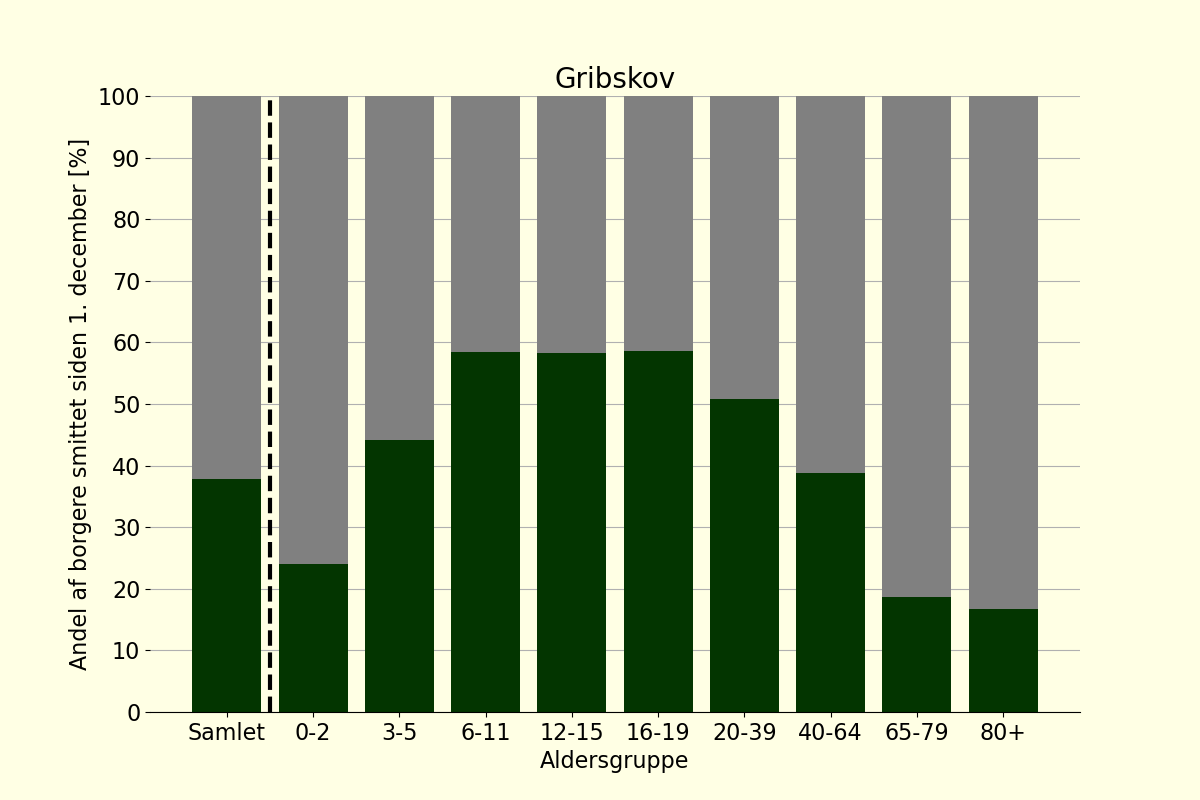 Gribskov
Andel af borgere smittet siden 1. december [%]
100
90
80
70
60
50
40
30
20
10
0
Samlet 0-2 3-5 6-11 12-15 16-19 20-39 40-64 65-79 80+
Aldersgruppe